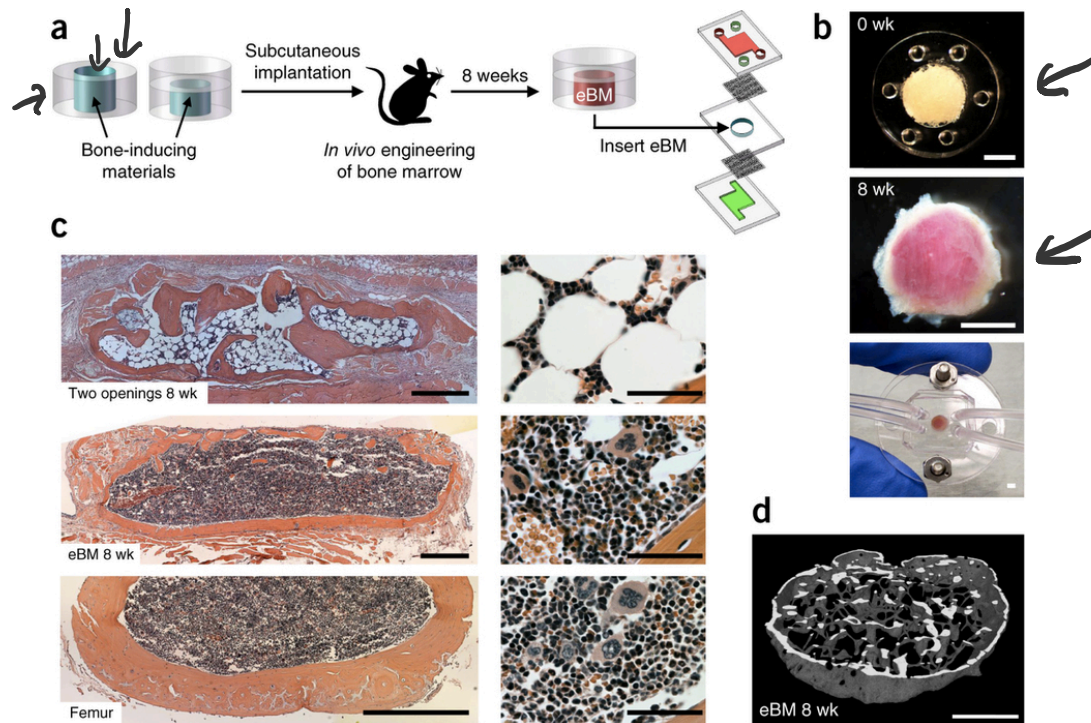 a
Subcutaneous
implantation
8 weeks
eBM
Bone-inducing
materials
In vivo engineering
of bone marrow
Insert eBM
b
0 wk
8 wk
c
Two openings 8 wk
eBM 8 wk
Femur
d
eBM 8 wk